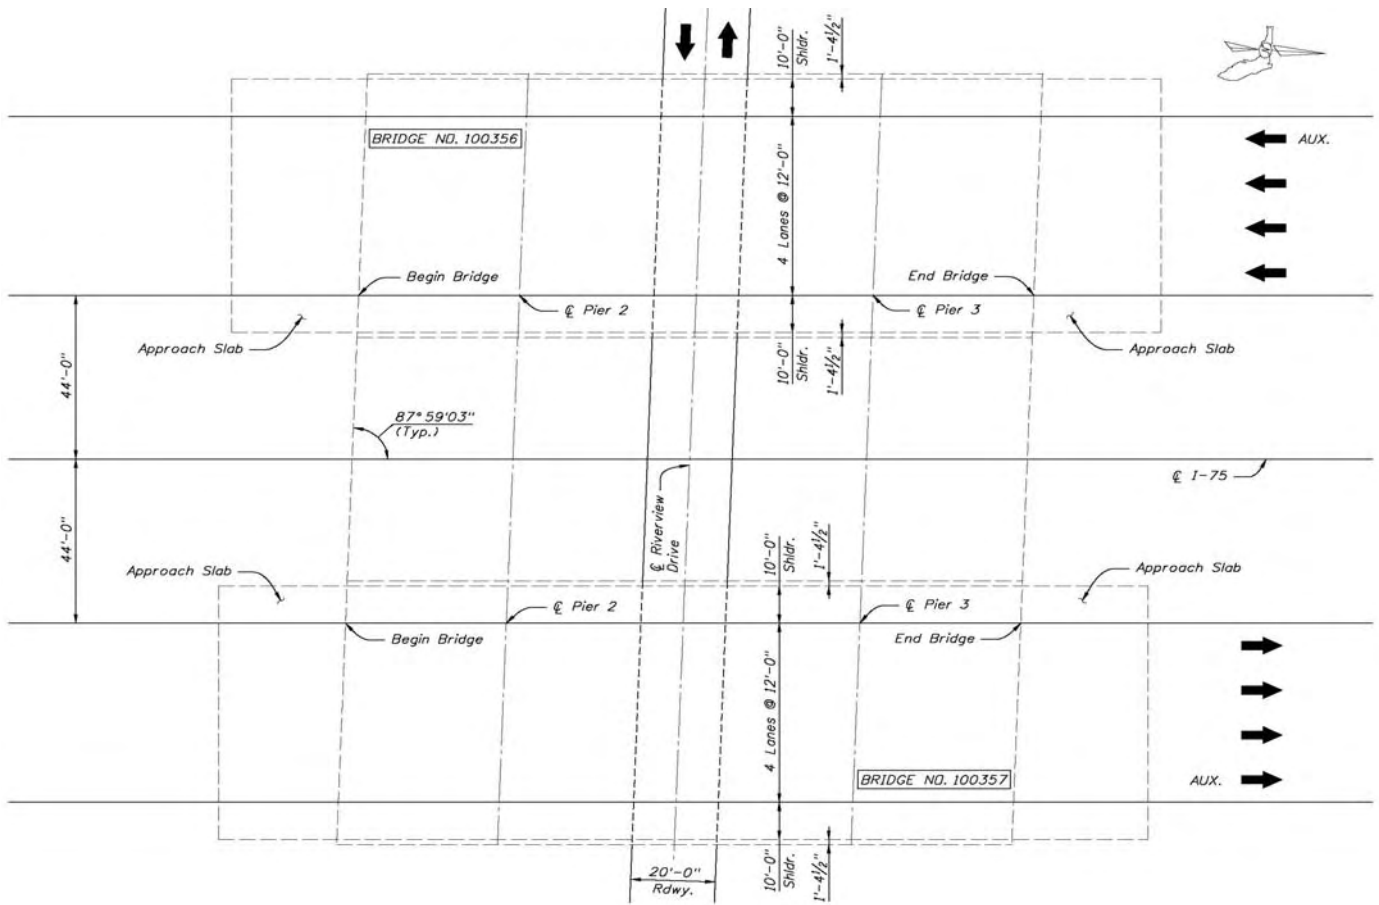 10'-0"
Shldr.
1'-4½"
BRIDGE NO. 100356
4 Lanes @ 12'-0"
AUX.
Begin Bridge
End Bridge
℄ Pier 2
℄ Pier 3
Approach Slab
Approach Slab
10'-0"
Shldr.
1'-4½"
44'-0"
87°59'03"
(Typ.)
℄ I-75
44'-0"
℄ Riverview
Drive
10'-0"
Shldr.
1'-4½"
Approach Slab
Approach Slab
℄ Pier 2
℄ Pier 3
Begin Bridge
End Bridge
4 Lanes @ 12'-0"
BRIDGE NO. 100357
AUX.
10'-0"
Shldr.
1'-4½"
20'-0"
Rdwy.